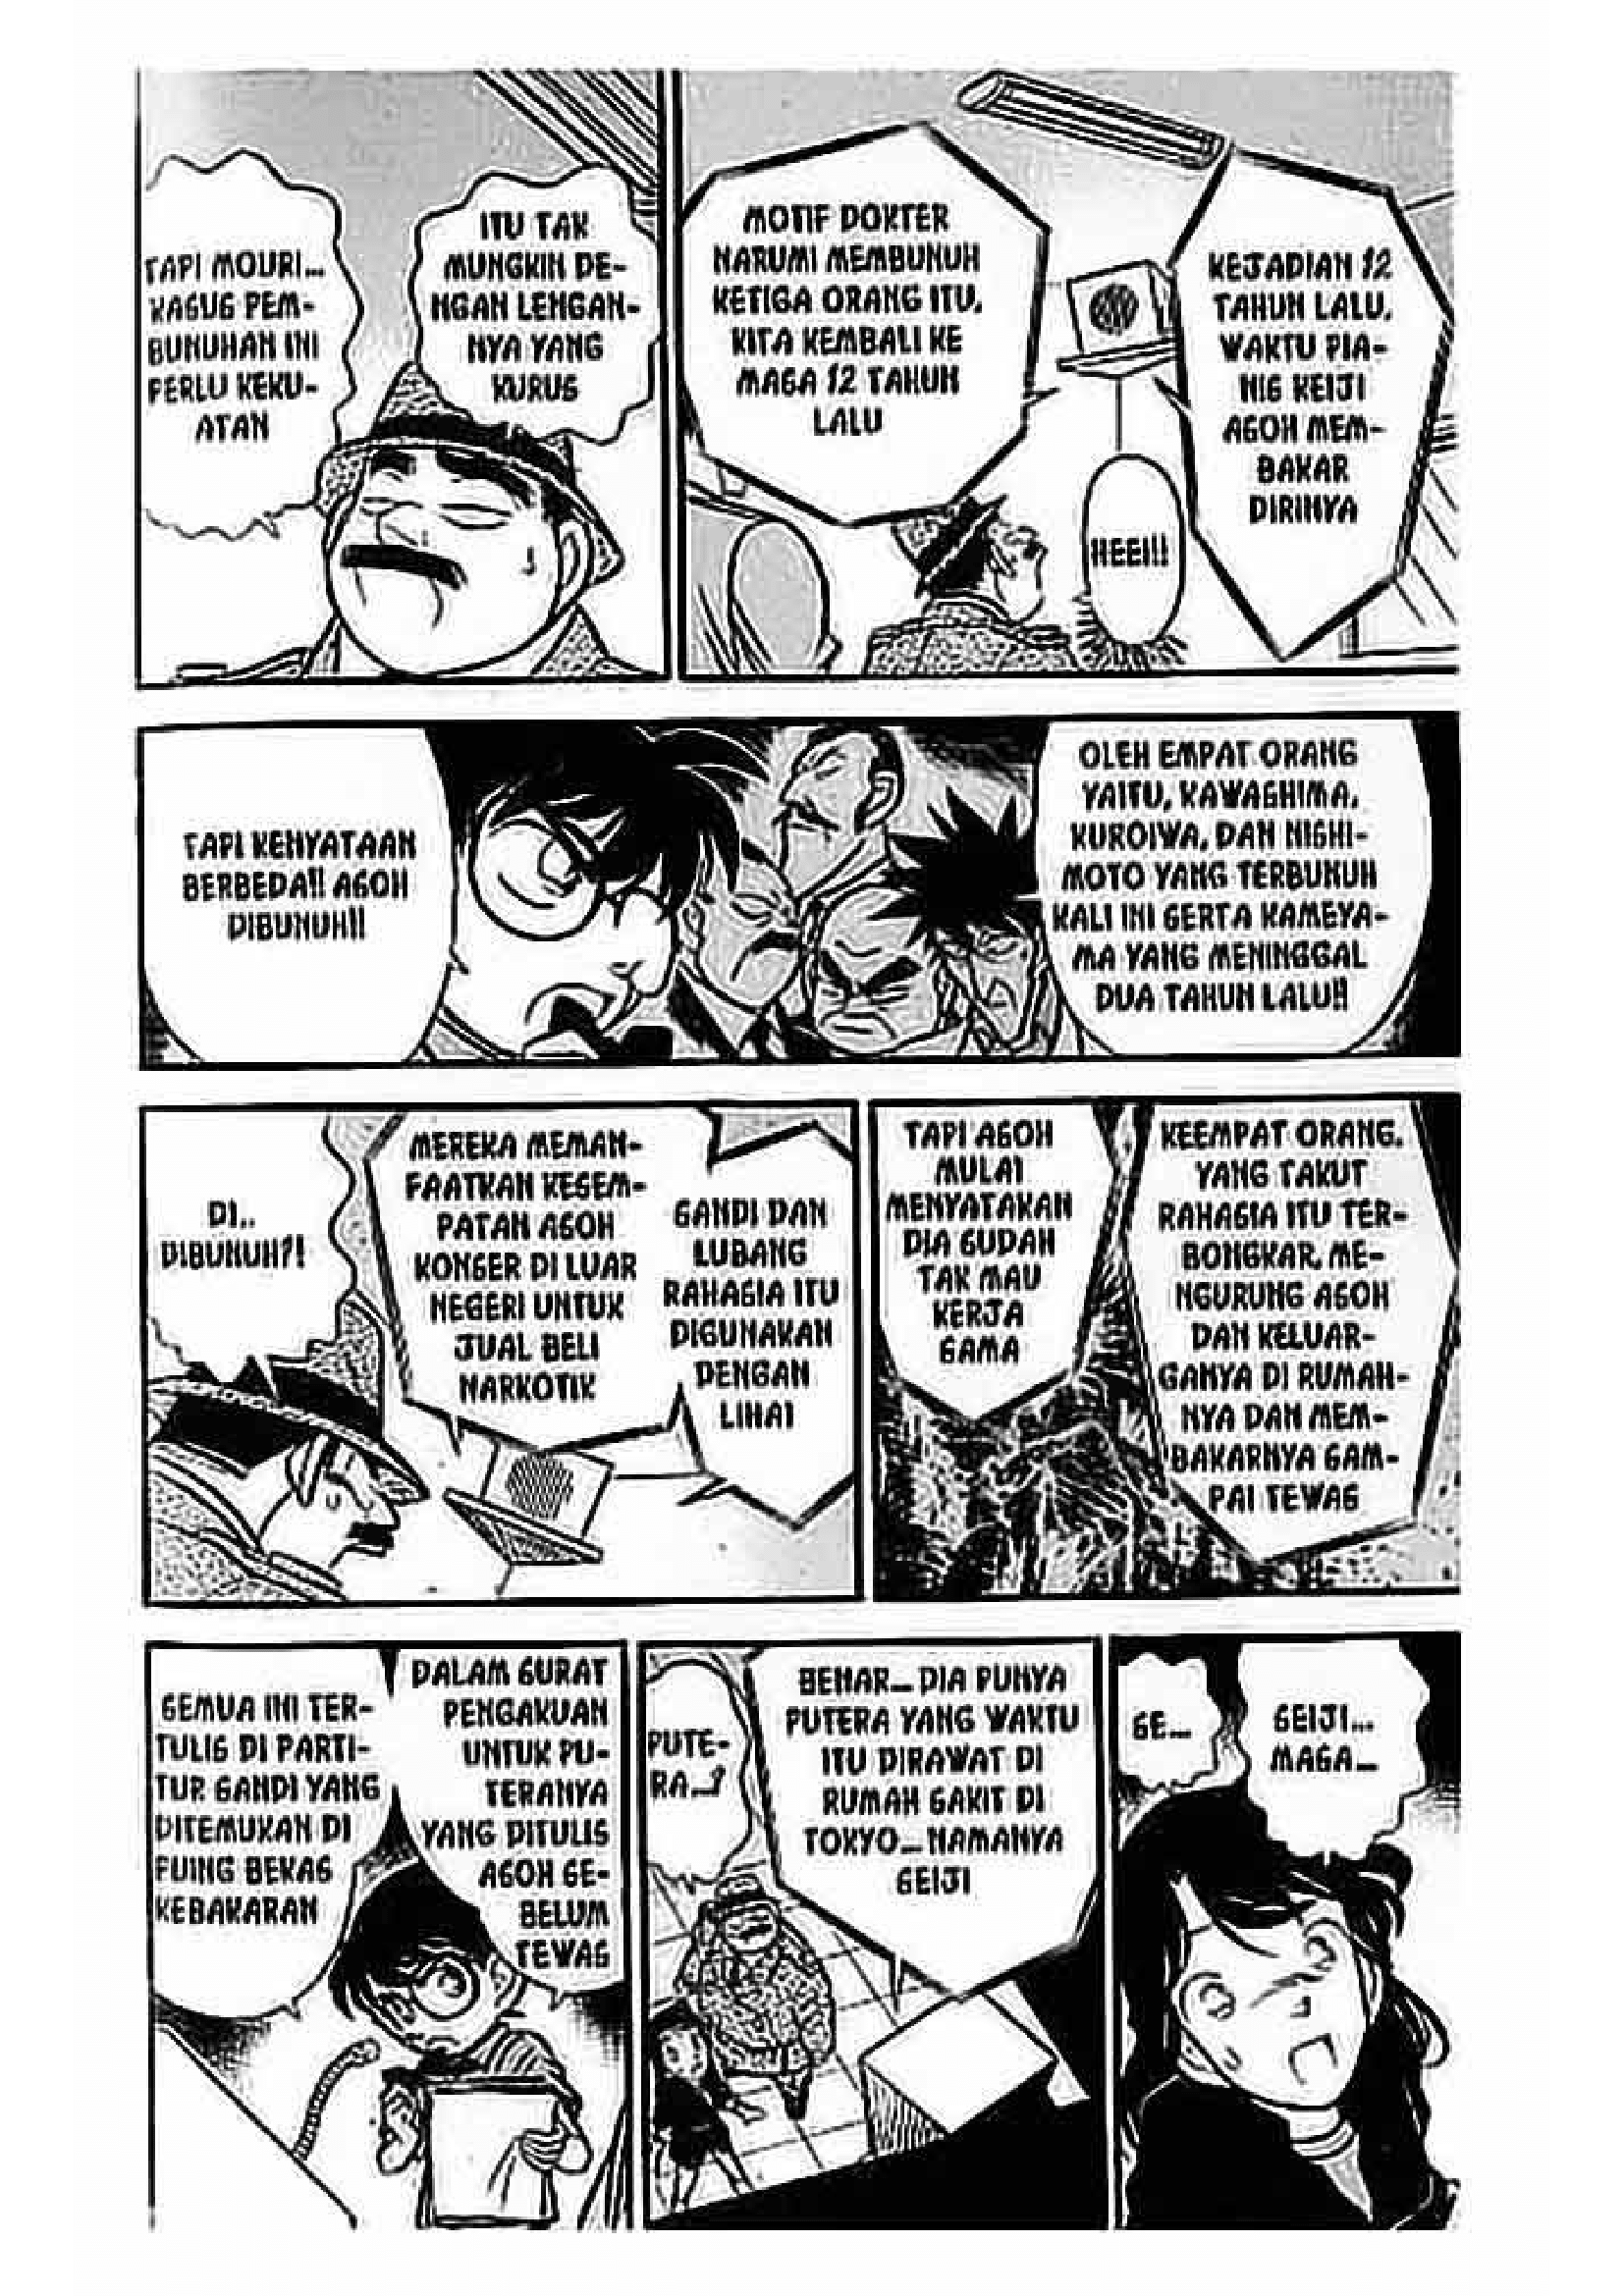 TAPI MOURI...
KASUS PEM-
BUNUHAN INI
PERLU KEKU-
ATAN
ITU TAK
MUNGKIN DE-
NGAN LENGAN-
NYA YANG
KURUS
MOTIF DOKTER
NARUMI MEMBUNUH
KETIGA ORANG ITU,
KITA KEMBALI KE
MASA 12 TAHUN
LALU
HEEI!!
KEJADIAN 12
TAHUN LALU,
WAKTU PIA-
NIS KEIJI
ASOH MEM-
BAKAR
DIRINYA
TAPI KENYATAAN
BERBEDA!! ASOH
DIBUNUH!!
OLEH EMPAT ORANG
YAITU, KAWASHIMA,
KUROIWA, DAN NISHI-
MOTO YANG TERBUNUH
KALI INI SERTA KAMEYA-
MA YANG MENINGGAL
DUA TAHUN LALU!!
DI..
DIBUNUH?!
MEREKA MEMAN-
FAATKAN KESEM-
PATAN ASOH
KONSER DI LUAR
NEGERI UNTUK
JUAL BELI
NARKOTIK
SANDI DAN
LUBANG
RAHASIA ITU
DIGUNAKAN
DENGAN
LIHAI
TAPI ASOH
MULAI
MENYATAKAN
DIA SUDAH
TAK MAU
KERJA
SAMA
KEEMPAT ORANG,
YANG TAKUT
RAHASIA ITU TER-
BONGKAR, ME-
NGURUNG ASOH
DAN KELUAR-
GANYA DI RUMAH-
NYA DAN MEM-
BAKARNYA SAM-
PAI TEWAS
SEMUA INI TER-
TULIS DI PARTI-
TUR SANDI YANG
DITEMUKAN DI
PUING BEKAS
KEBAKARAN
DALAM SURAT
PENGAKUAN
UNTUK PU-
TERANYA
YANG DITULIS
ASOH SE-
BELUM
TEWAS
PUTE-
RA...?
BENAR... DIA PUNYA
PUTERA YANG WAKTU
ITU DIRAWAT DI
RUMAH SAKIT DI
TOKYO... NAMANYA
SEIJI
SE...
SEIJI...
MASA...